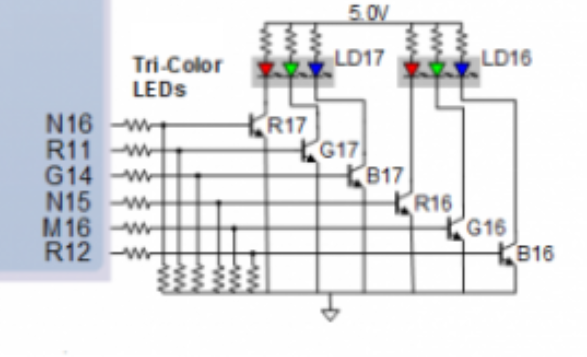 5.0V
LD17
LD16
Tri-Color
LEDs
N16
R17
R11
G17
G14
B17
N15
R16
M16
G16
R12
B16